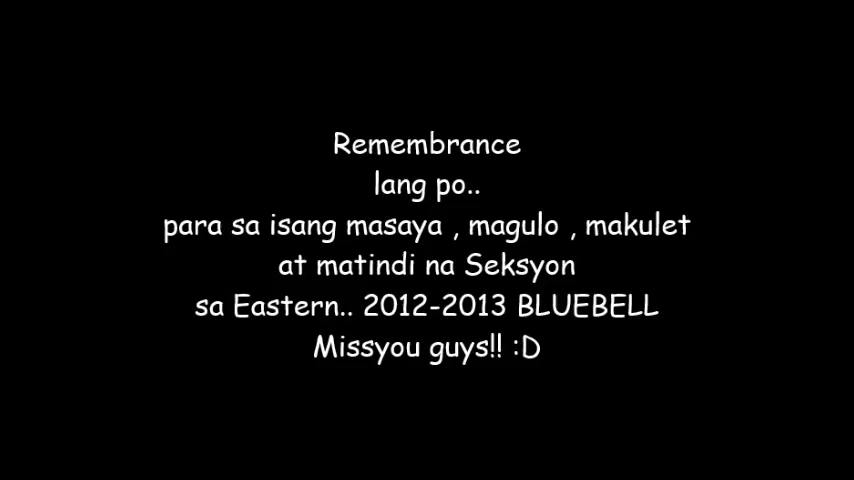 Remembrance
lang po..
para sa isang masaya , magulo , makulet
at matindi na Seksyon
sa Eastern.. 2012-2013 BLUEBELL
Missyou guys!! :D